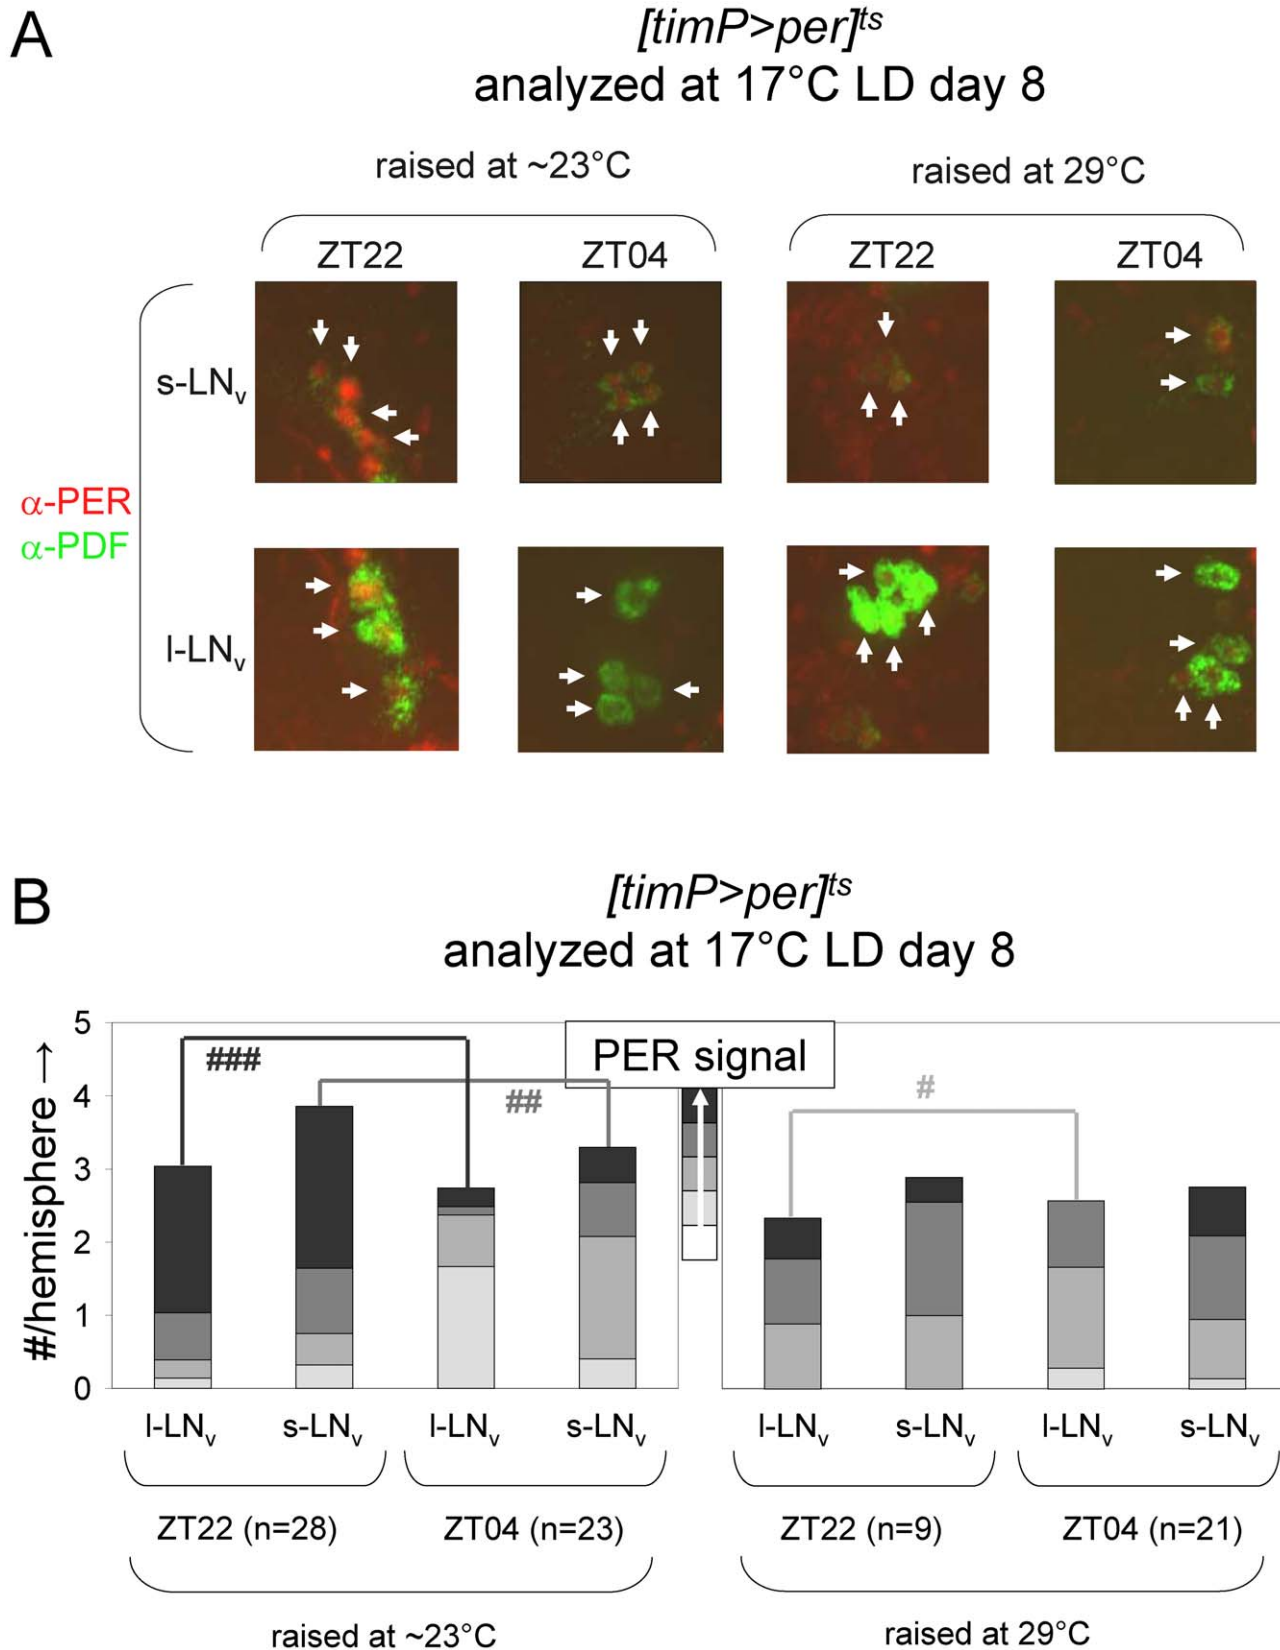 A
[timP>per]ts
analyzed at 17°C LD day 8
raised at ~23°C
raised at 29°C
ZT22
ZT04
ZT22
ZT04
s-LNv
α-PER
α-PDF
l-LNv
B
[timP>per]ts
analyzed at 17°C LD day 8
#/hemisphere →
5
4
3
2
1
0
###
##
PER signal
#
l-LNv
s-LNv
l-LNv
s-LNv
l-LNv
s-LNv
l-LNv
s-LNv
ZT22 (n=28)
ZT04 (n=23)
ZT22 (n=9)
ZT04 (n=21)
raised at ~23°C
raised at 29°C